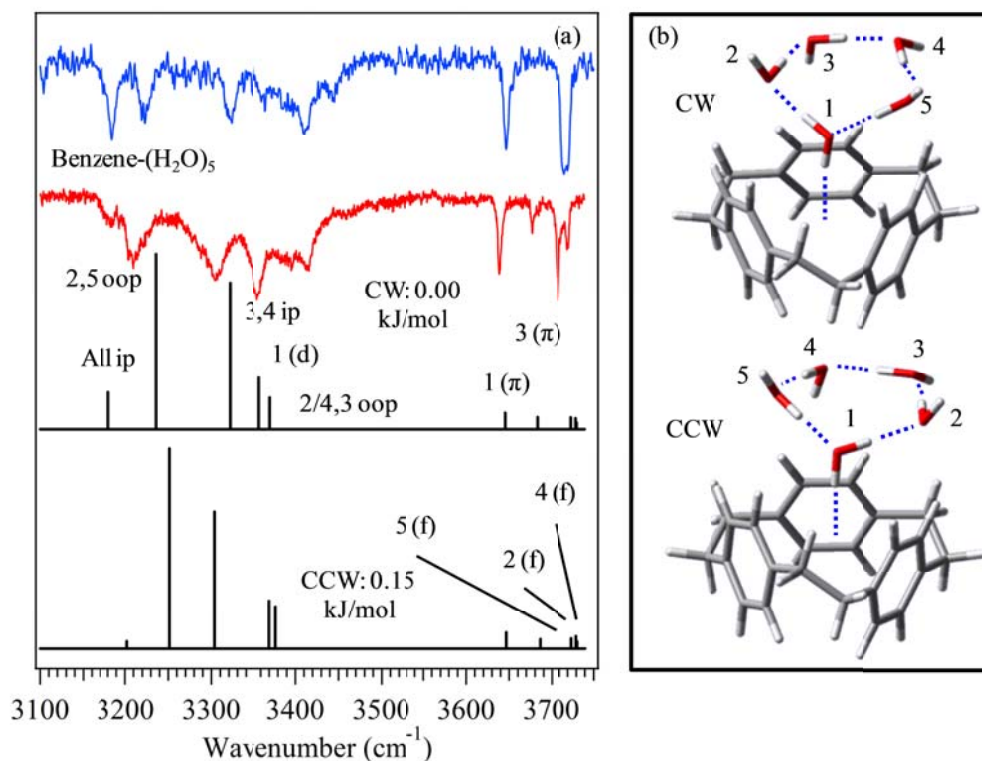 (a)
Benzene-(H₂O)₅
2,5 oop
CW: 0.00
kJ/mol
3,4 ip
3 (π)
All ip
1 (d)
1 (π)
2/4,3 oop
4 (f)
5 (f)
2 (f)
CCW: 0.15
kJ/mol
3100 3200 3300 3400 3500 3600 3700
Wavenumber (cm⁻¹)
(b)
2
3
4
CW
1
5
4
3
5
1
2
CCW